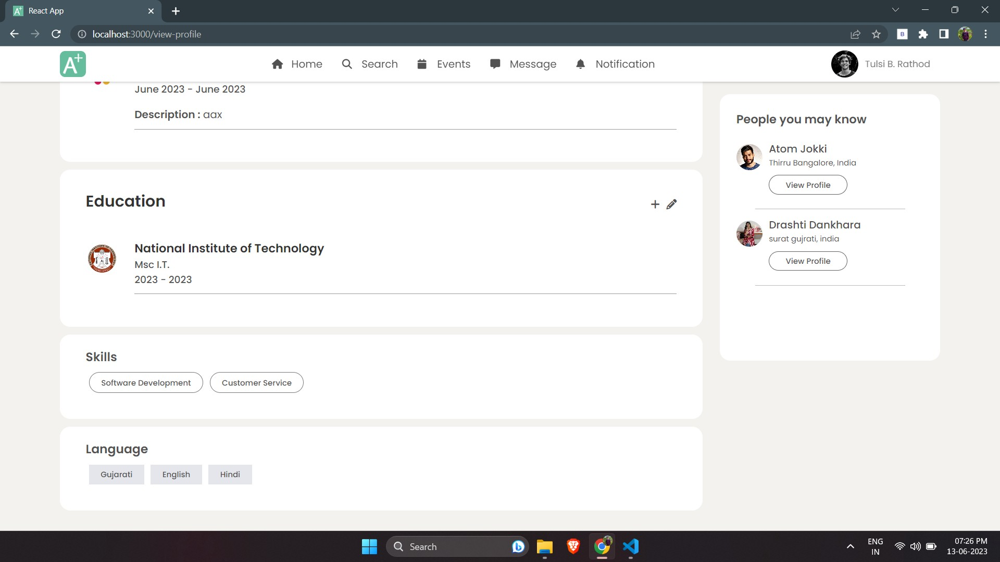 React App
localhost:3000/view-profile
B
A+
Home
Search
Events
Message
Notification
Tulsi B. Rathod
June 2023 - June 2023
Description : aax
Education
National Institute of Technology
Msc I.T.
2023 - 2023
Skills
Software Development
Customer Service
Language
Gujarati
English
Hindi
People you may know
Atom Jokki
Thirru Bangalore, India
View Profile
Drashti Dankhara
surat gujrati, india
View Profile
Search
ENG
IN
07:26 PM
13-06-2023